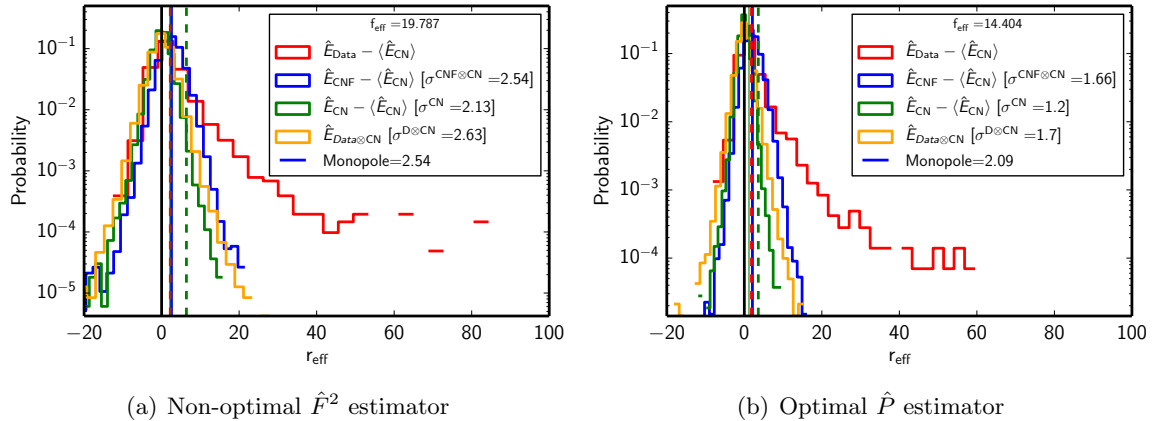 f_eff =19.787
Ê_Data − ⟨Ê_CN⟩
Ê_CNF − ⟨Ê_CN⟩ [σ^CNF⊗CN =2.54]
Ê_CN − ⟨Ê_CN⟩ [σ^CN =2.13]
Ê_Data⊗CN [σ^D⊗CN =2.63]
Monopole=2.54
Probability
10^−1
10^−2
10^−3
10^−4
10^−5
−20 0 20 40 60 80 100
r_eff
(a) Non-optimal F̂^2 estimator
f_eff =14.404
Ê_Data − ⟨Ê_CN⟩
Ê_CNF − ⟨Ê_CN⟩ [σ^CNF⊗CN =1.66]
Ê_CN − ⟨Ê_CN⟩ [σ^CN =1.2]
Ê_Data⊗CN [σ^D⊗CN =1.7]
Monopole=2.09
Probability
10^−1
10^−2
10^−3
10^−4
−20 0 20 40 60 80 100
r_eff
(b) Optimal P̂ estimator